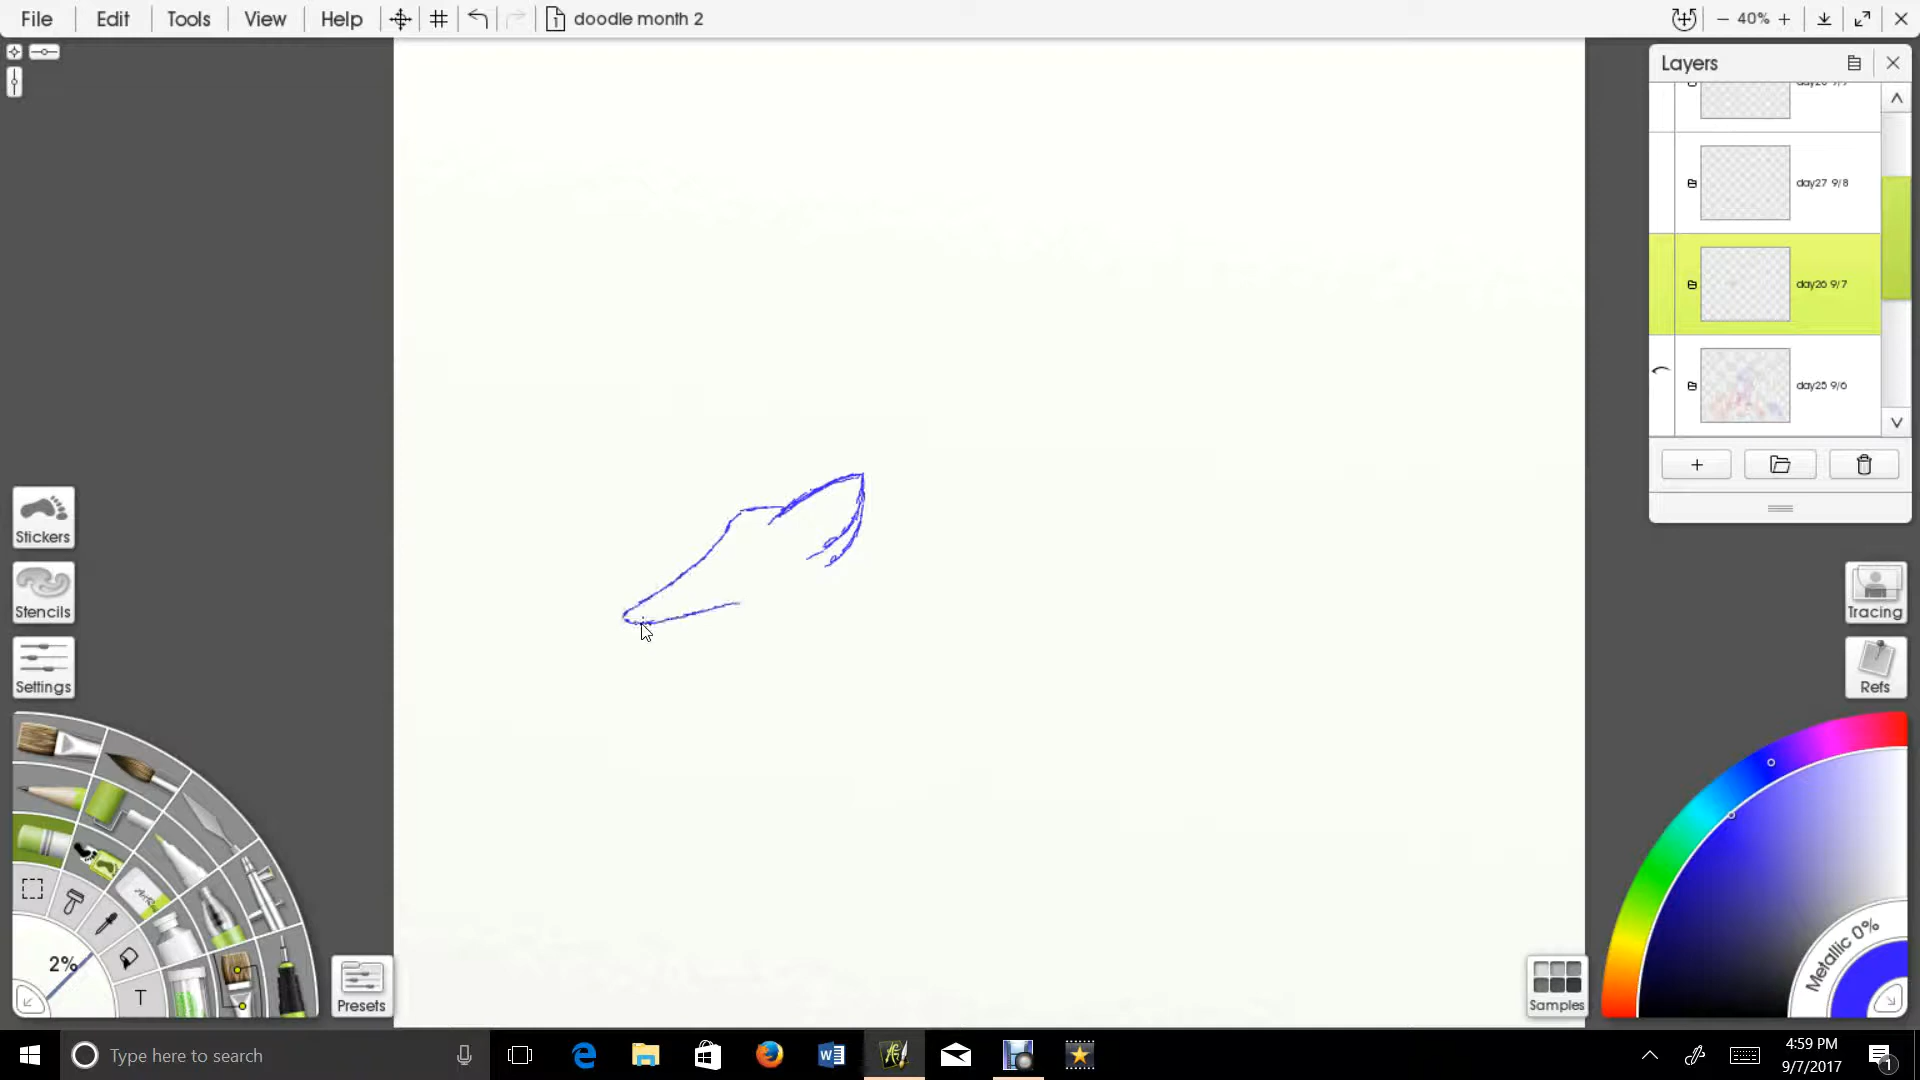 File Edit Tools View Help 1 doodle month 2 40%
Layers
day27 9/8
day26 9/7
day25 9/6
Stickers
Stencils
Settings
Tracing
Refs
2%
T
Presets
Samples
Metallic 0%
Type here to search
4:59 PM
9/7/2017
1